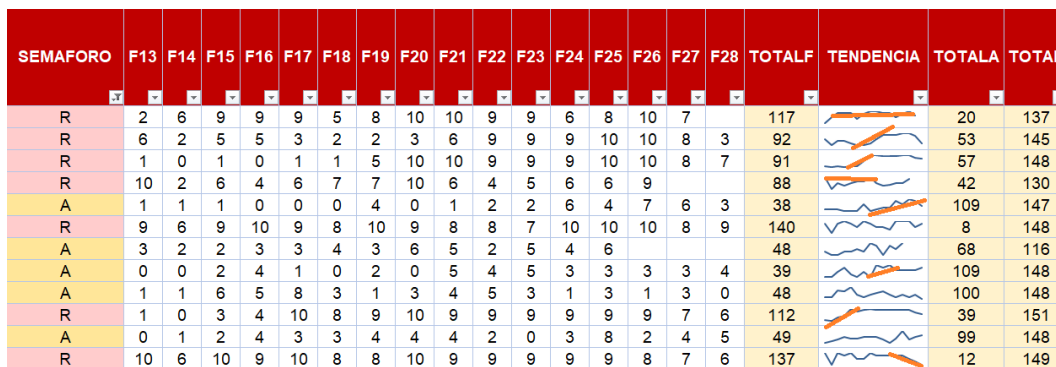 SEMAFORO F13 F14 F15 F16 F17 F18 F19 F20 F21 F22 F23 F24 F25 F26 F27 F28 TOTALF TENDENCIA TOTALA TOTAL
R 2 6 9 9 9 5 8 10 10 9 9 6 8 10 7 117 20 137
R 6 2 5 5 3 2 2 3 6 9 9 9 10 10 8 3 92 53 145
R 1 0 1 0 1 1 5 10 10 9 9 9 10 10 8 7 91 57 148
R 10 2 6 4 6 7 7 10 6 4 5 6 6 9 88 42 130
A 1 1 1 0 0 0 4 0 1 2 2 6 4 7 6 3 38 109 147
R 9 6 9 10 9 8 10 9 8 8 7 10 10 10 8 9 140 8 148
A 3 2 2 3 3 4 3 6 5 2 5 4 6 48 68 116
A 0 0 2 4 1 0 2 0 5 4 5 3 3 3 3 4 39 109 148
A 1 1 6 5 8 3 1 3 4 5 3 1 3 1 3 0 48 100 148
R 1 0 3 4 10 8 9 10 9 9 9 9 9 9 7 6 112 39 151
A 0 1 2 4 3 3 4 4 4 2 0 3 8 2 4 5 49 99 148
R 10 6 10 9 10 8 8 10 9 9 9 9 9 8 7 6 137 12 149